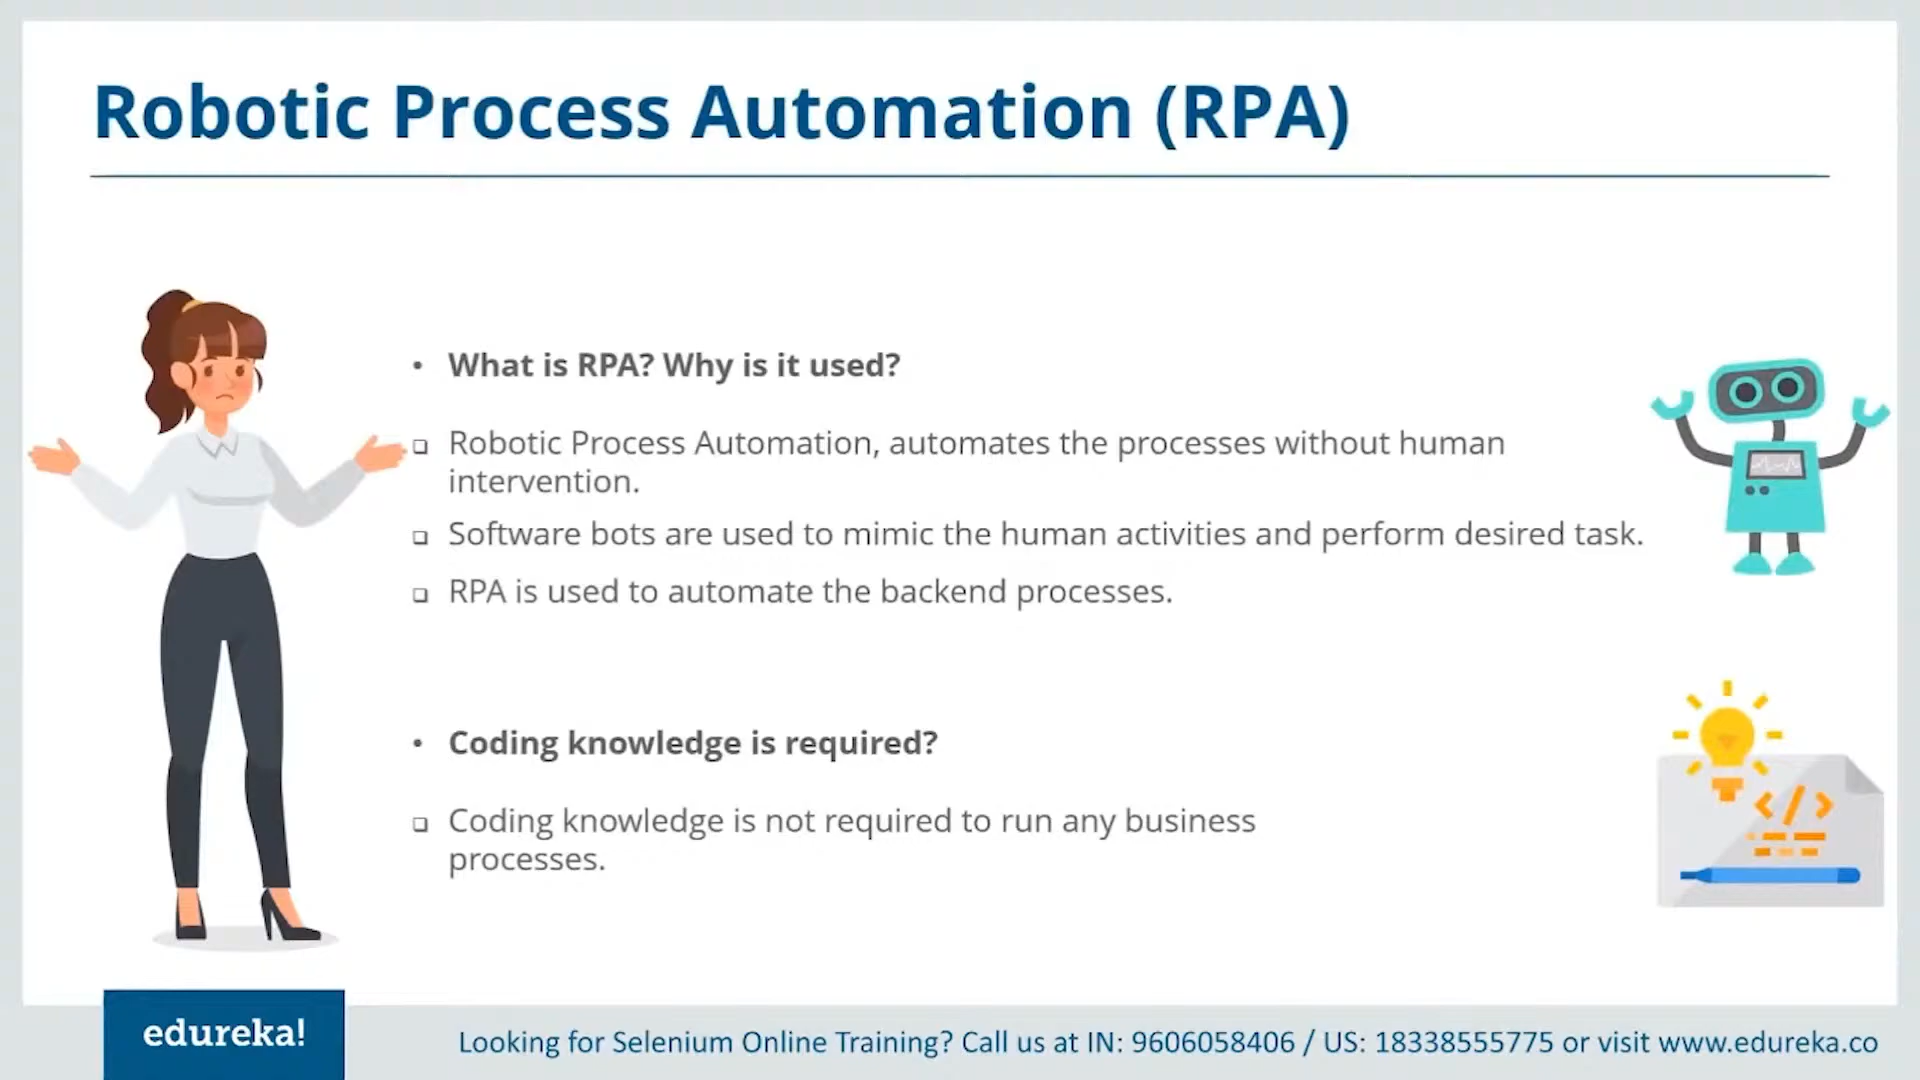 Robotic Process Automation (RPA)
• What is RPA? Why is it used?
❑ Robotic Process Automation, automates the processes without human
intervention.
❑ Software bots are used to mimic the human activities and perform desired task.
❑ RPA is used to automate the backend processes.
• Coding knowledge is required?
❑ Coding knowledge is not required to run any business
processes.
</>
edureka!
Looking for Selenium Online Training? Call us at IN: 9606058406 / US: 18338555775 or visit www.edureka.co